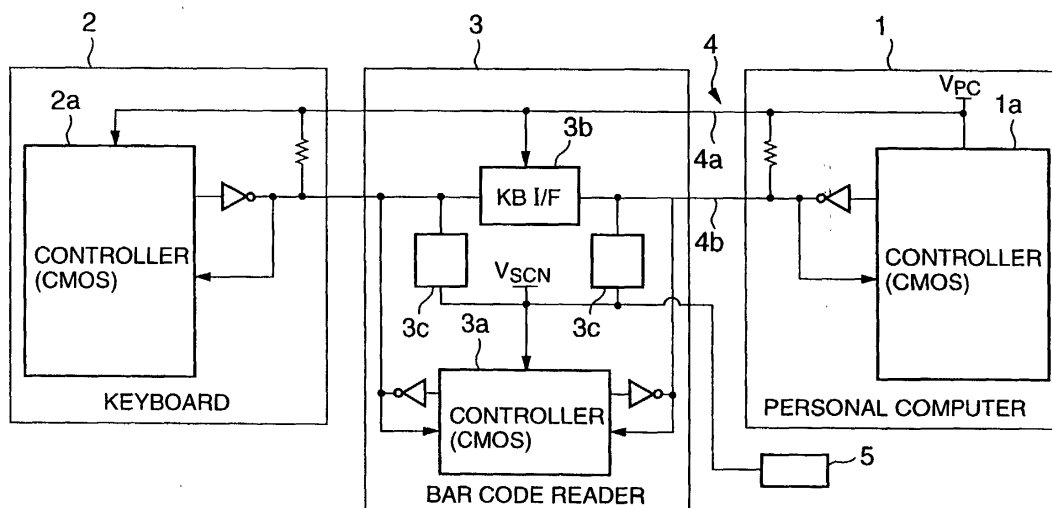 2
3
1
4
V_PC
2a
3b
1a
4a
KB I/F
4b
CONTROLLER
(CMOS)
V_SCN
CONTROLLER
(CMOS)
3c
3a
3c
KEYBOARD
CONTROLLER
(CMOS)
PERSONAL COMPUTER
5
BAR CODE READER